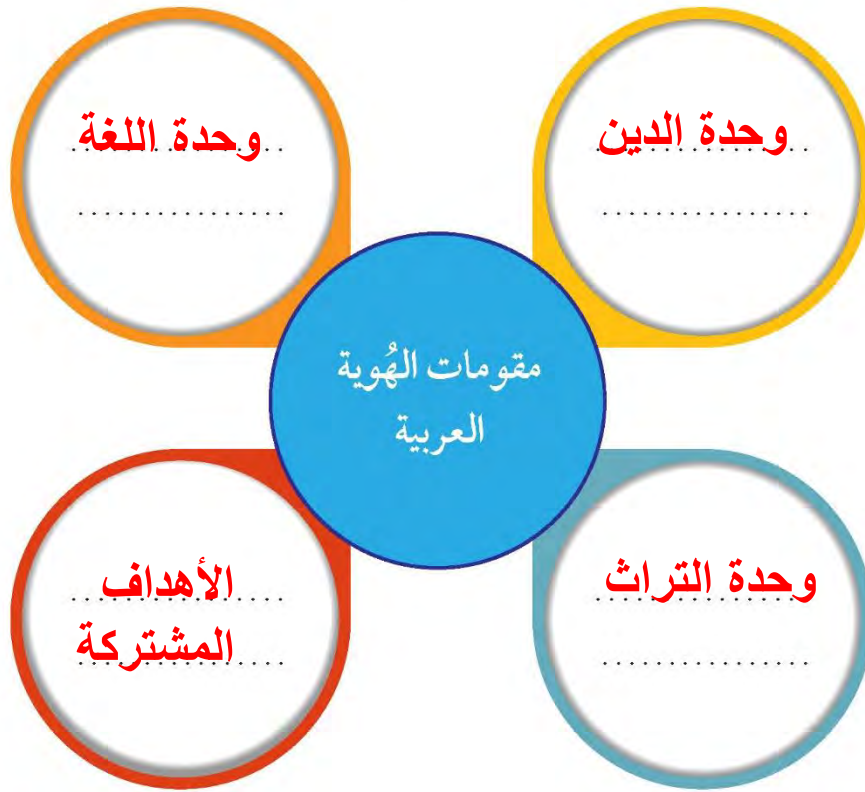 وحدة الدين
وحدة اللغة
مقومات الهُوية
العربية
وحدة التراث
الأهداف
المشتركة